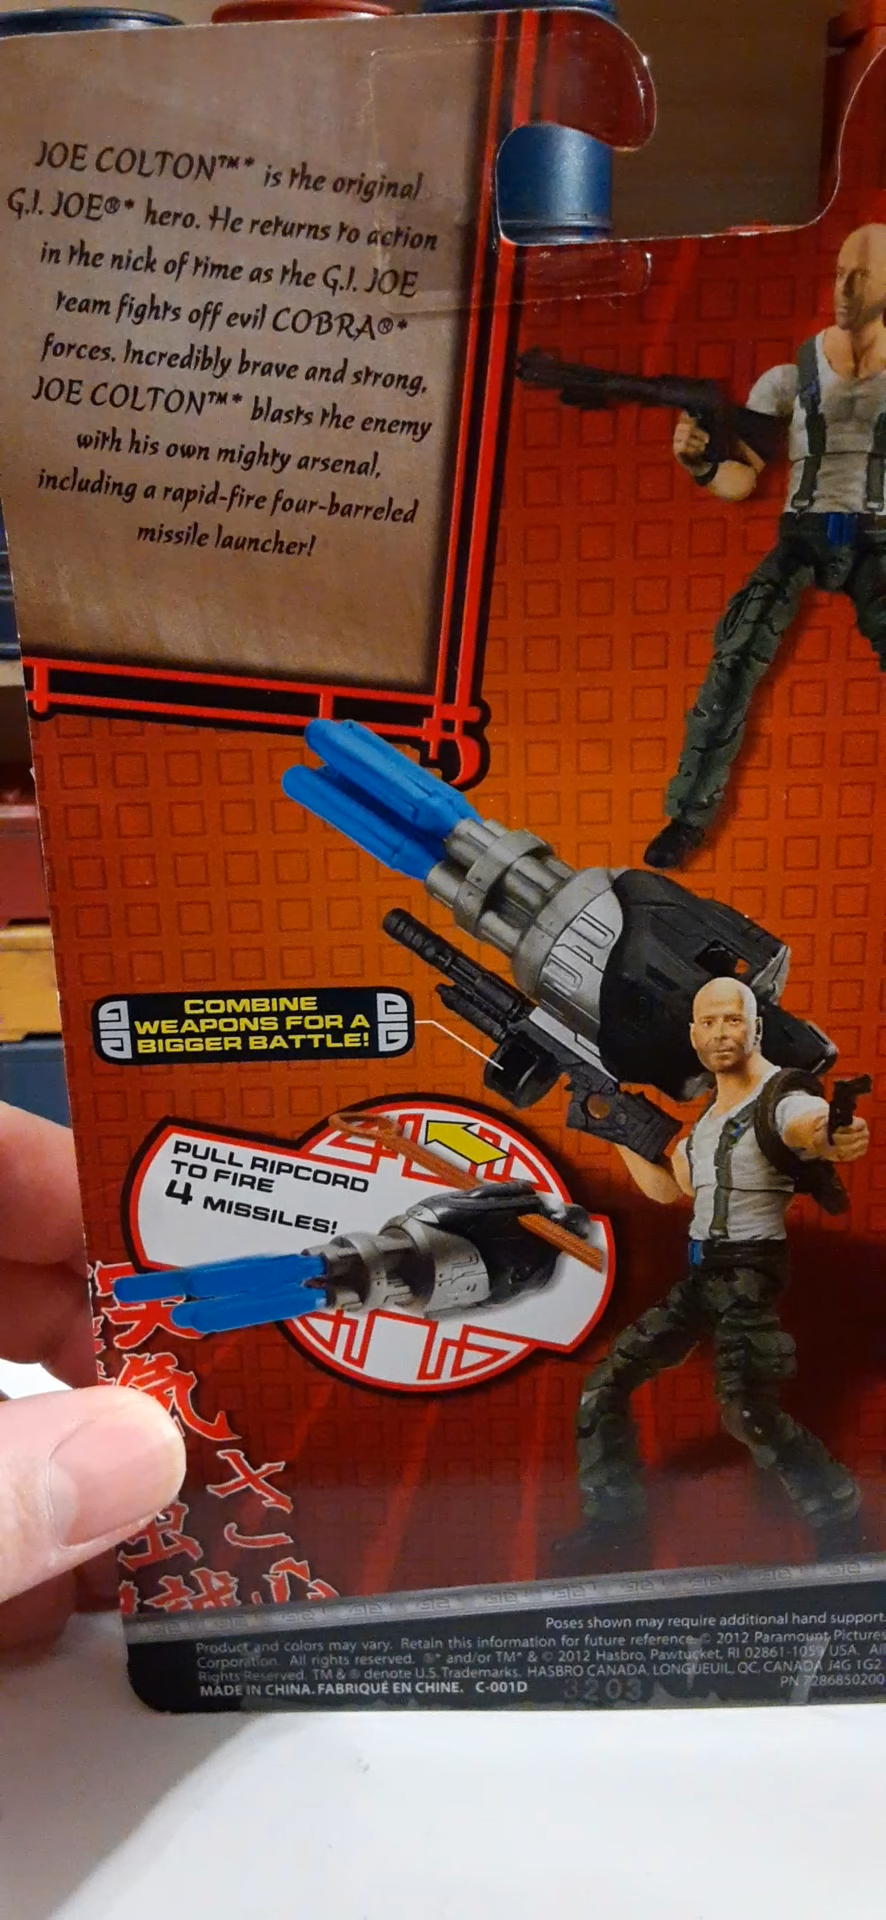 JOE COLTON™* is the original
G.I. JOE®* hero. He returns to action
in the nick of time as the G.I. JOE
team fights off evil COBRA®*
forces. Incredibly brave and strong,
JOE COLTON™* blasts the enemy
with his own mighty arsenal,
including a rapid-fire four-barreled
missile launcher!
COMBINE
WEAPONS FOR A
BIGGER BATTLE!
PULL RIPCORD
TO FIRE
4 MISSILES!
Poses shown may require additional hand support.
Product and colors may vary. Retain this information for future reference. © 2012 Paramount Pictures
Corporation. All rights reserved. ®* and/or TM* & © 2012 Hasbro, Pawtucket, RI 02861-1059 USA. All
Rights Reserved. TM & ® denote U.S. Trademarks. HASBRO CANADA, LONGUEUIL, QC, CANADA J4G 1G2.
MADE IN CHINA. FABRIQUÉ EN CHINE. C-001D 3203 PN 7286850200